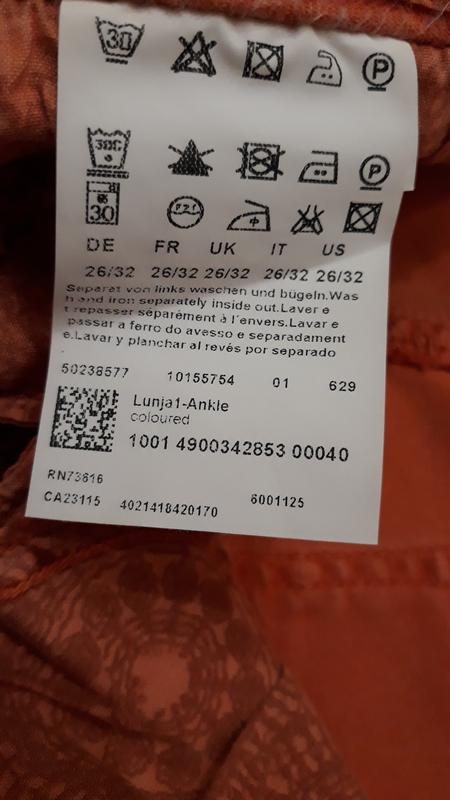 30
P
30C
P
30
DE FR UK IT US
26/32 26/32 26/32 26/32 26/32
Separat von links waschen und bügeln.Was
h and iron separately inside out.Laver e
t repasser séparément à l'envers.Lavar e
passar a ferro do avesso e separadament
e.Lavar y planchar al revés por separado
50238577 10155754 01 629
Lunja1-Ankle
coloured
1001 4900342853 00040
RN73816
CA23115 4021418420170 6001125